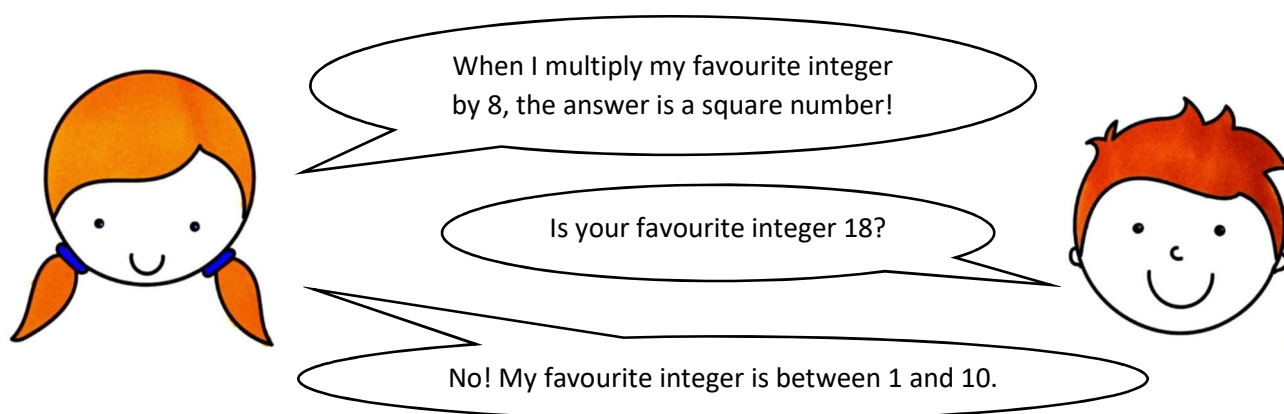 When I multiply my favourite integer
by 8, the answer is a square number!
Is your favourite integer 18?
No! My favourite integer is between 1 and 10.